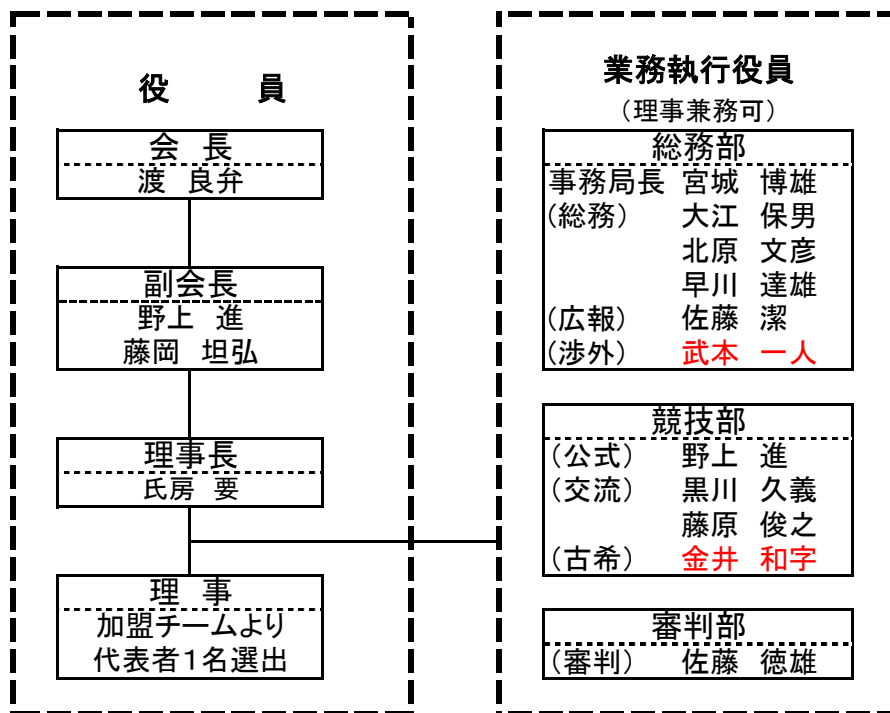 役 員
会 長
渡 良弁
副会長
野上 進
藤岡 坦弘
理事長
氏房 要
理 事
加盟チームより
代表者1名選出
業務執行役員
（理事兼務可）
総務部
事務局長 宮城 博雄
（総務） 大江 保男
北原 文彦
早川 達雄
（広報） 佐藤 潔
（渉外） 武本 一人
競技部
（公式） 野上 進
（交流） 黒川 久義
藤原 俊之
（古希） 金井 和字
審判部
（審判） 佐藤 徳雄